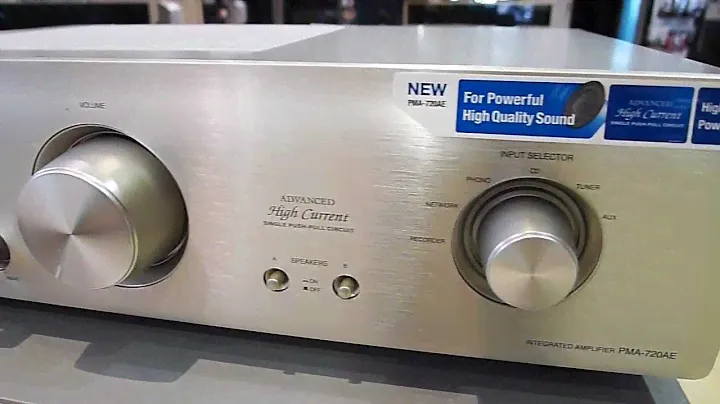 VOLUME
NEW
PMA-720AE
For Powerful
High Quality Sound
ADVANCED
High Current
SINGLE PUSH-PULL CIRCUIT
INPUT SELECTOR
CD
PHONO
TUNER
NETWORK
AUX
RECORDER
ADVANCED
High Current
SINGLE PUSH-PULL CIRCUIT
SPEAKERS
A
B
ON
OFF
INTEGRATED AMPLIFIER PMA-720AE